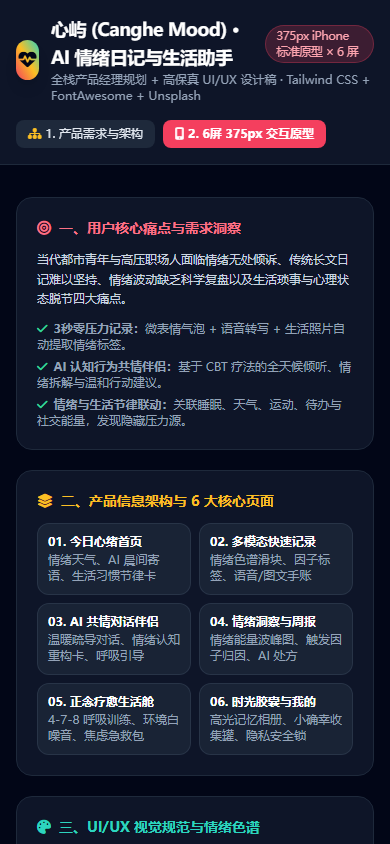 心屿 (Canghe Mood) •
AI 情绪日记与生活助手
375px iPhone
标准原型 × 6 屏
全栈产品经理规划 + 高保真 UI/UX 设计稿 · Tailwind CSS +
FontAwesome + Unsplash
1. 产品需求与架构
2. 6屏 375px 交互原型
一、用户核心痛点与需求洞察
当代都市青年与高压职场人面临情绪无处倾诉、传统长文日
记难以坚持、情绪波动缺乏科学复盘以及生活琐事与心理状
态脱节四大痛点。
3秒零压力记录：微表情气泡 + 语音转写 + 生活照片自
动提取情绪标签。
AI 认知行为共情伴侣：基于 CBT 疗法的全天候倾听、情
绪拆解与温和行动建议。
情绪与生活节律联动：关联睡眠、天气、运动、待办与
社交能量，发现隐藏压力源。
二、产品信息架构与 6 大核心页面
01. 今日心绪首页
情绪天气、AI 晨间寄
语、生活习惯节律卡
02. 多模态快速记录
情绪色谱滑块、因子标
签、语音/图文手账
03. AI 共情对话伴侣
温暖疏导对话、情绪认知
重构卡、呼吸引导
04. 情绪洞察与周报
情绪能量波峰图、触发因
子归因、AI 处方
05. 正念疗愈生活舱
4-7-8 呼吸训练、环境白
噪音、焦虑急救包
06. 时光胶囊与我的
高光记忆相册、小确幸收
集罐、隐私安全锁
三、UI/UX 视觉规范与情绪色谱